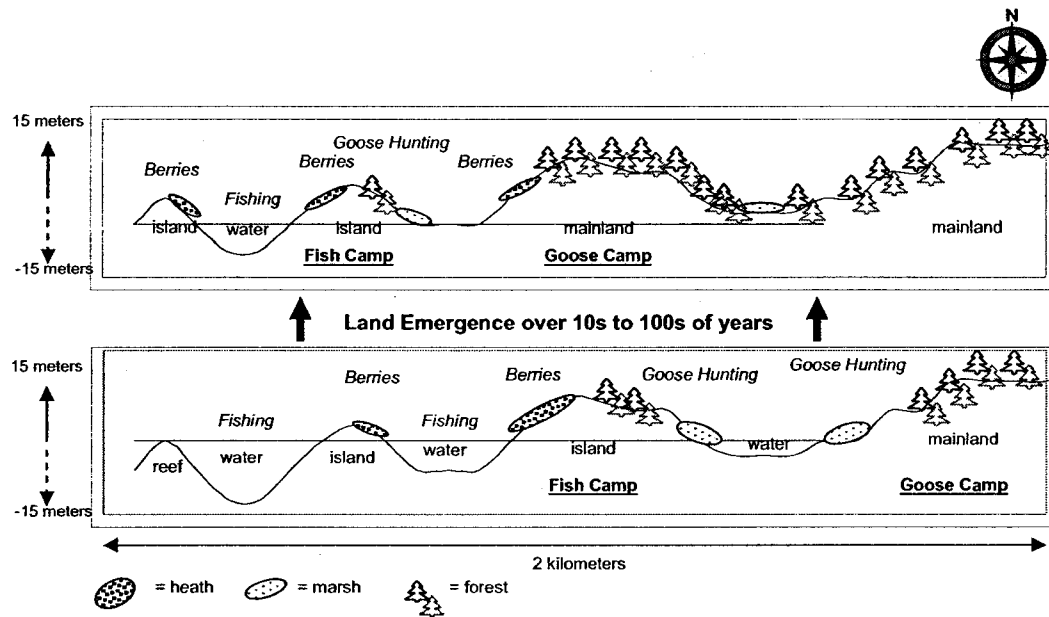 N
15 meters
Goose Hunting
Berries Berries Berries
Fishing
island water island mainland mainland
Fish Camp Goose Camp
-15 meters
Land Emergence over 10s to 100s of years
15 meters
Goose Hunting Goose Hunting
Berries Berries
Fishing Fishing
reef water island water island water mainland
Fish Camp Goose Camp
-15 meters
2 kilometers
= heath = marsh = forest